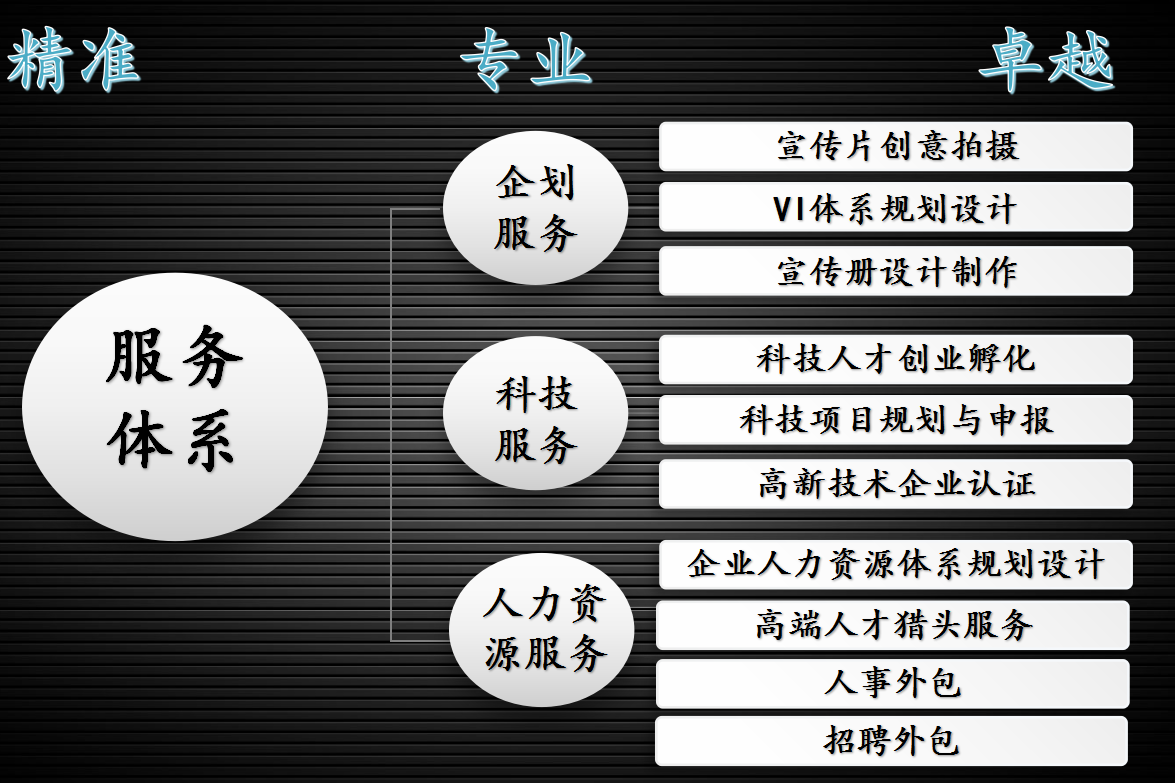 精准
专业
卓越
服务
体系
企划
服务
宣传片创意拍摄
VI体系规划设计
宣传册设计制作
科技
服务
科技人才创业孵化
科技项目规划与申报
高新技术企业认证
人力资
源服务
企业人力资源体系规划设计
高端人才猎头服务
人事外包
招聘外包